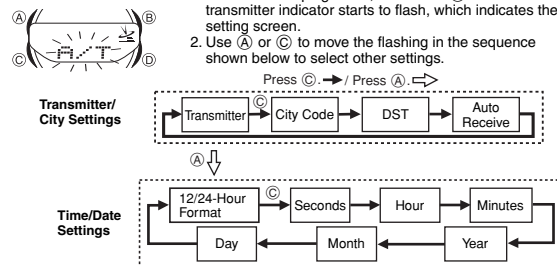 transmitter indicator starts to flash, which indicates the
setting screen.
2. Use Ⓐ or Ⓒ to move the flashing in the sequence
shown below to select other settings.
Ⓐ
Ⓑ
Ⓒ
Ⓓ
A/T
Press Ⓒ. → / Press Ⓐ. ⇨
Transmitter/
City Settings
Transmitter
Ⓒ
City Code
DST
Auto
Receive
Ⓐ
Time/Date
Settings
12/24-Hour
Format
Ⓒ
Seconds
Hour
Minutes
Day
Month
Year